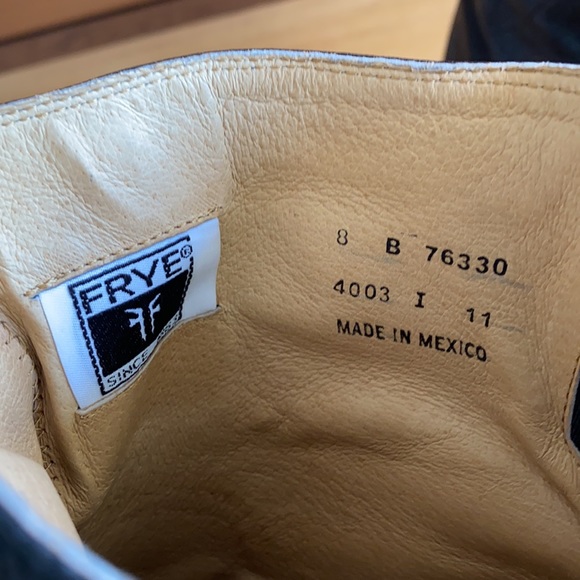 FRYE®
SINCE
8 B 76330
4003 I 11
MADE IN MEXICO